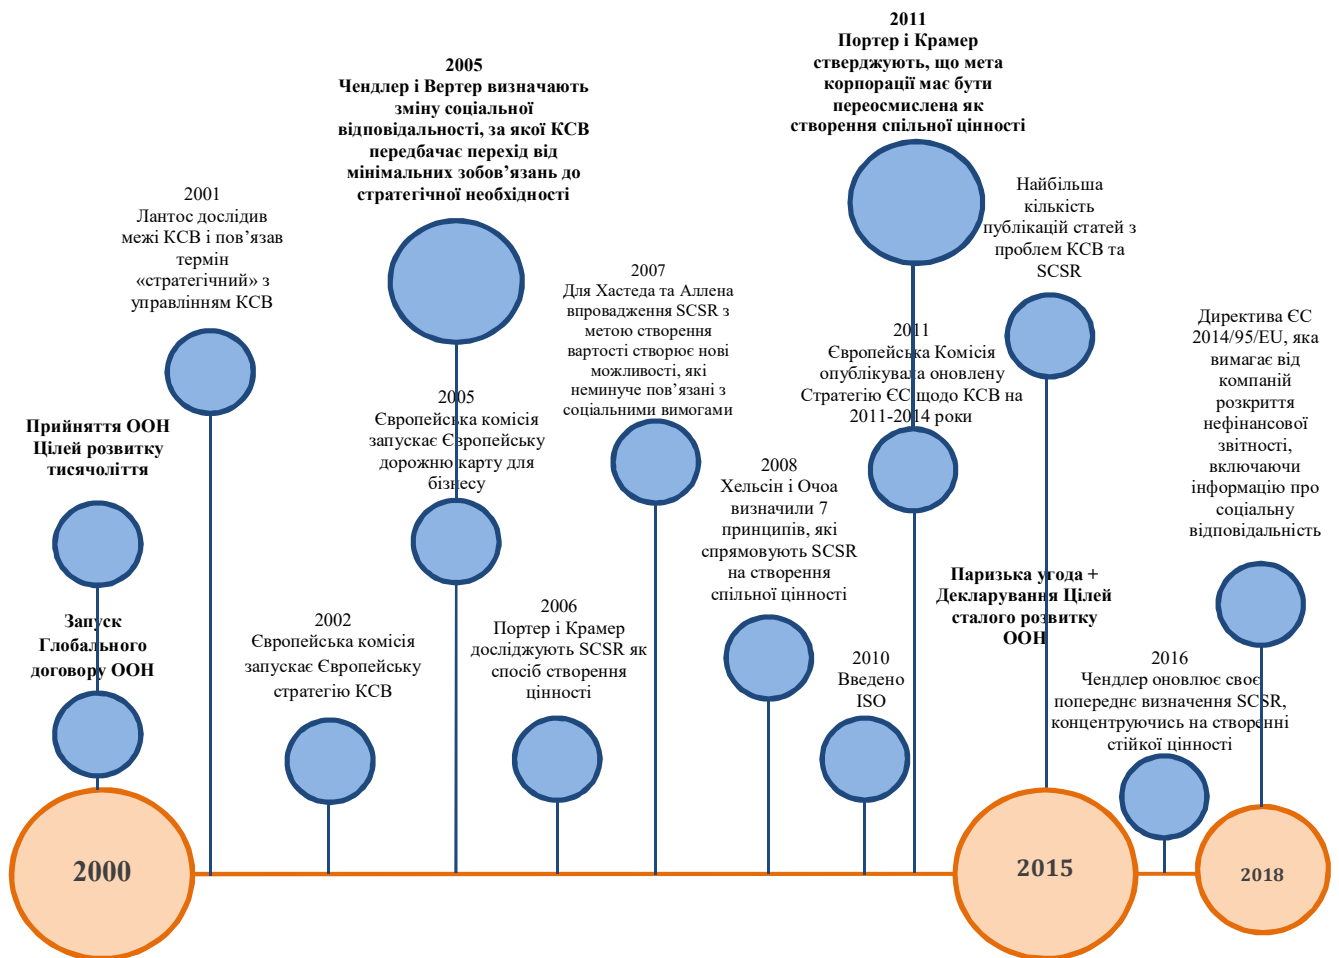 Прийняття ООН
Цілей розвитку
тисячоліття
Запуск
Глобального
договору ООН
2000
2001
Лантос дослідив
межі КСВ і пов’язав
термін
«стратегічний» з
управлінням КСВ
2002
Європейська комісія
запускає Європейську
стратегію КСВ
2005
Чендлер і Вертер визначають
зміну соціальної
відповідальності, за якої КСВ
передбачає перехід від
мінімальних зобов’язань до
стратегічної необхідності
2005
Європейська комісія
запускає Європейську
дорожню карту для
бізнесу
2006
Портер і Крамер
досліджують SCSR як
спосіб створення
цінності
2007
Для Хастеда та Аллена
впровадження SCSR з
метою створення
вартості створює нові
можливості, які
неминуче пов’язані з
соціальними вимогами
2008
Хельсін і Очоа
визначили 7
принципів, які
спрямовують SCSR
на створення
спільної цінності
2010
Введено
ISO
2011
Портер і Крамер
стверджують, що мета
корпорації має бути
переосмислена як
створення спільної цінності
2011
Європейська Комісія
опублікувала оновлену
Стратегію ЄС щодо КСВ на
2011-2014 роки
Найбільша
кількість
публікацій статей з
проблем КСВ та
SCSR
Паризька угода +
Декларування Цілей
сталого розвитку
ООН
2015
2016
Чендлер оновлює своє
попереднє визначення SCSR,
концентруючись на створенні
стійкої цінності
Директива ЄС
2014/95/EU, яка
вимагає від
компаній
розкриття
нефінансової
звітності,
включаючи
інформацію про
соціальну
відповідальність
2018